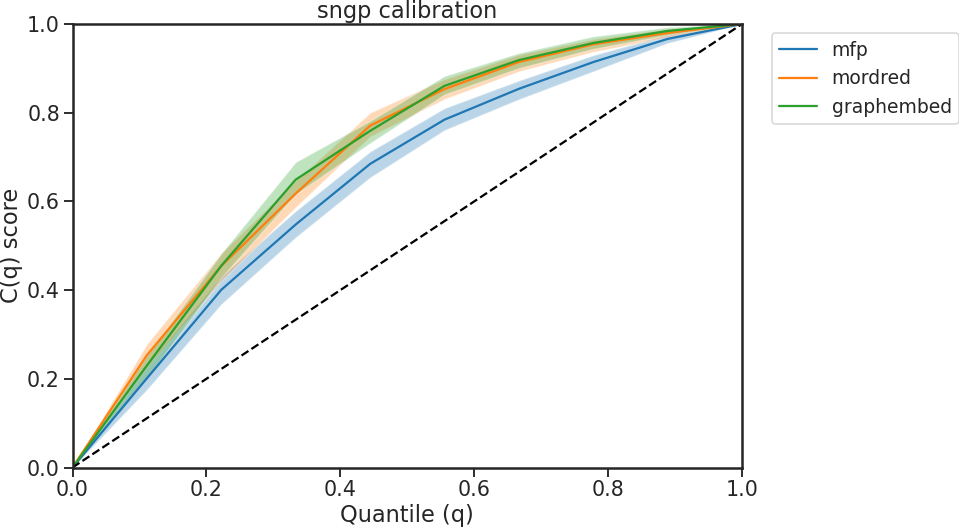 sngp calibration
1.0
0.8
0.6
0.4
0.2
0.0
C(q) score
0.0 0.2 0.4 0.6 0.8 1.0
Quantile (q)
mfp
mordred
graphembed